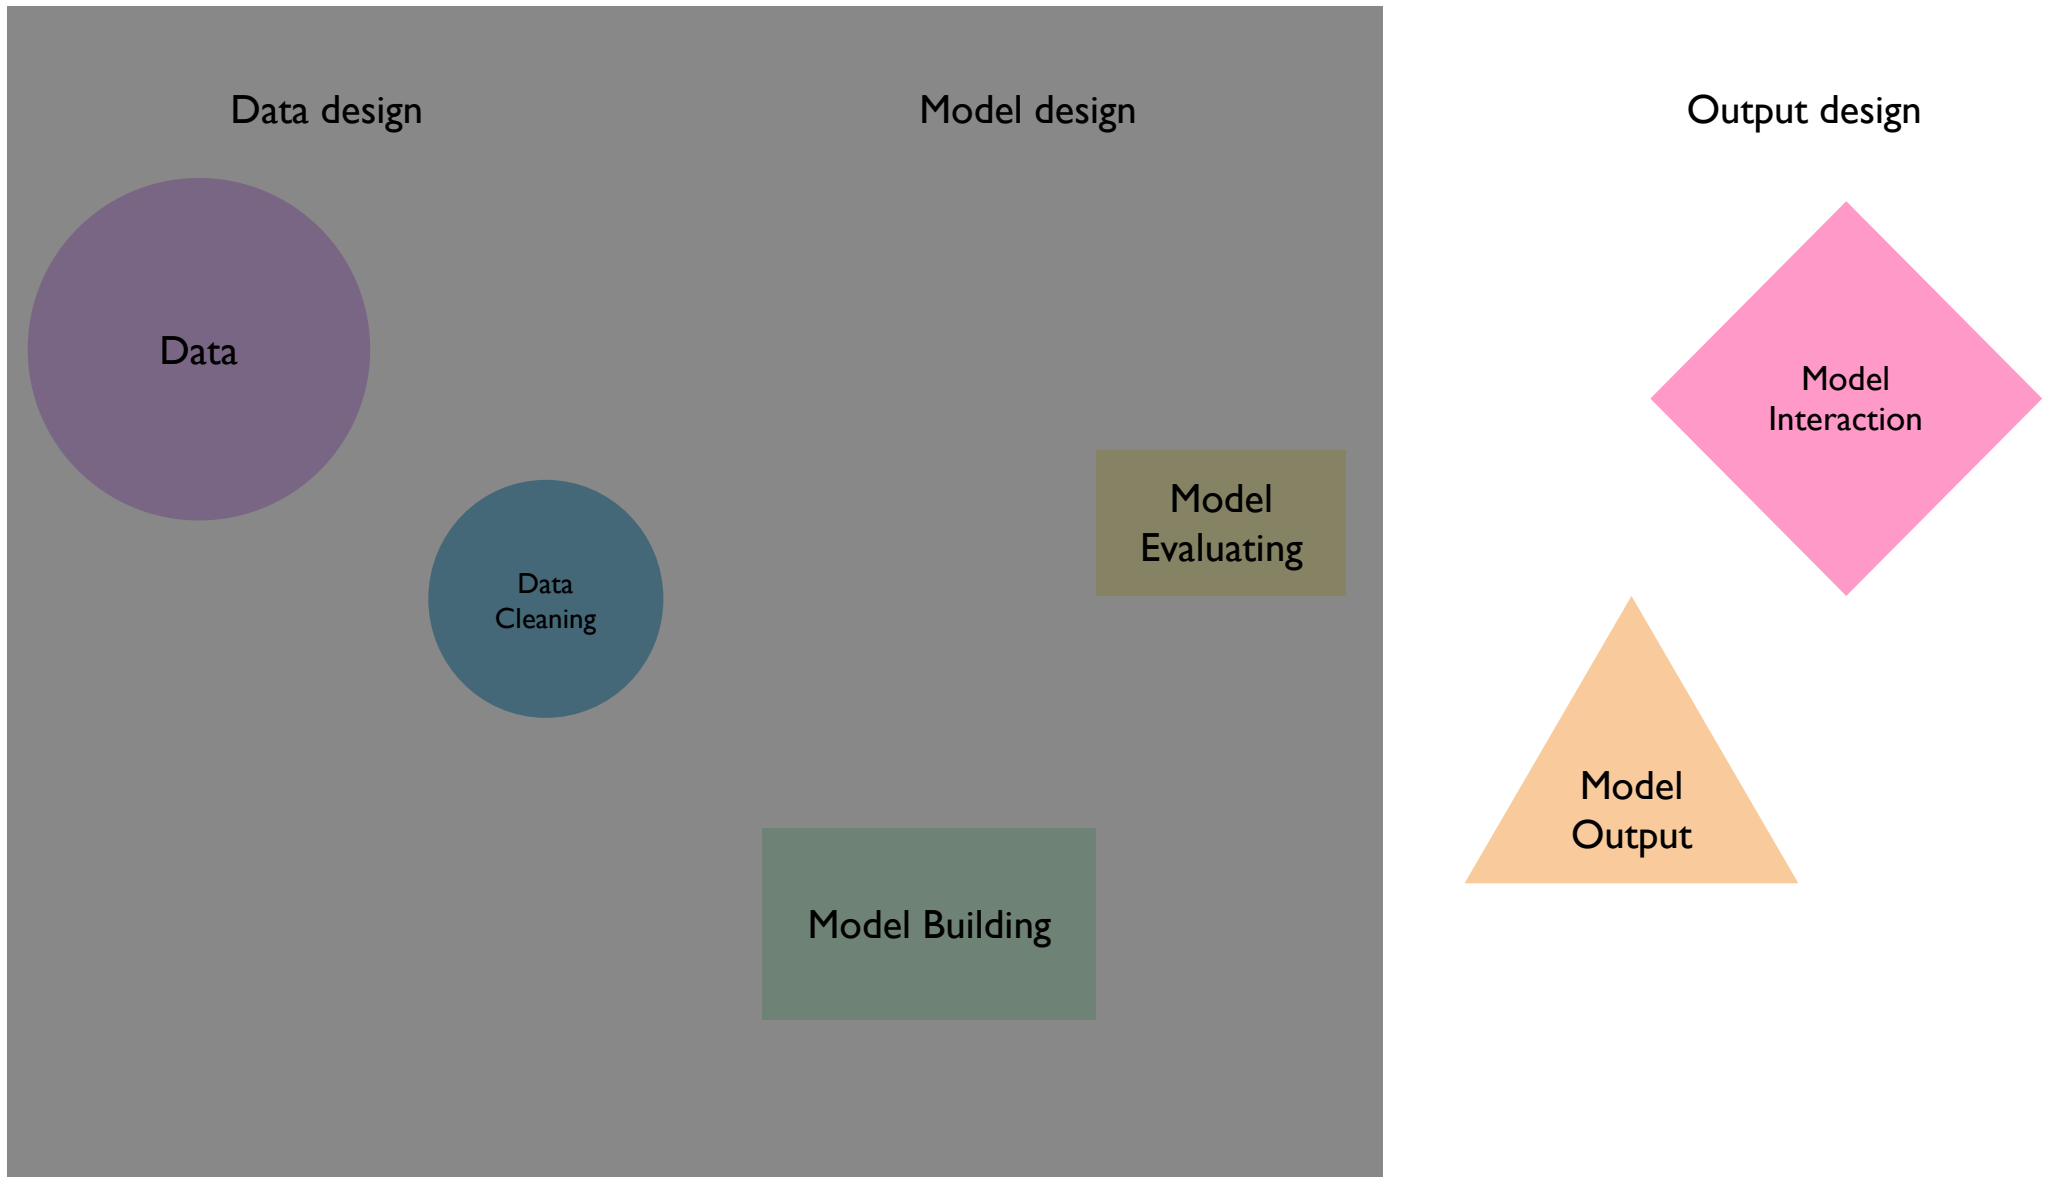 Data design
Model design
Output design
Data
Data
Cleaning
Model Building
Model
Evaluating
Model
Output
Model
Interaction